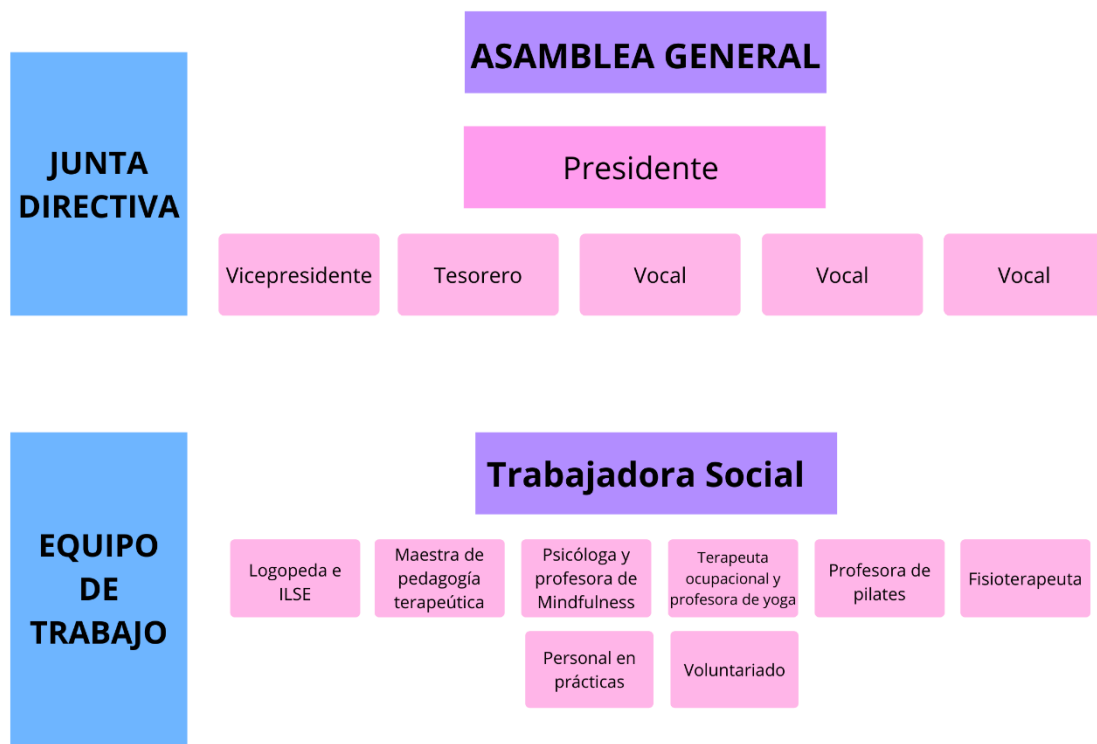 ASAMBLEA GENERAL
JUNTA
DIRECTIVA
Presidente
Vicepresidente
Tesorero
Vocal
Vocal
Vocal
EQUIPO
DE
TRABAJO
Trabajadora Social
Logopeda e
ILSE
Maestra de
pedagogía
terapeútica
Psicóloga y
profesora de
Mindfulness
Terapeuta
ocupacional y
profesora de yoga
Profesora de
pilates
Fisioterapeuta
Personal en
prácticas
Voluntariado